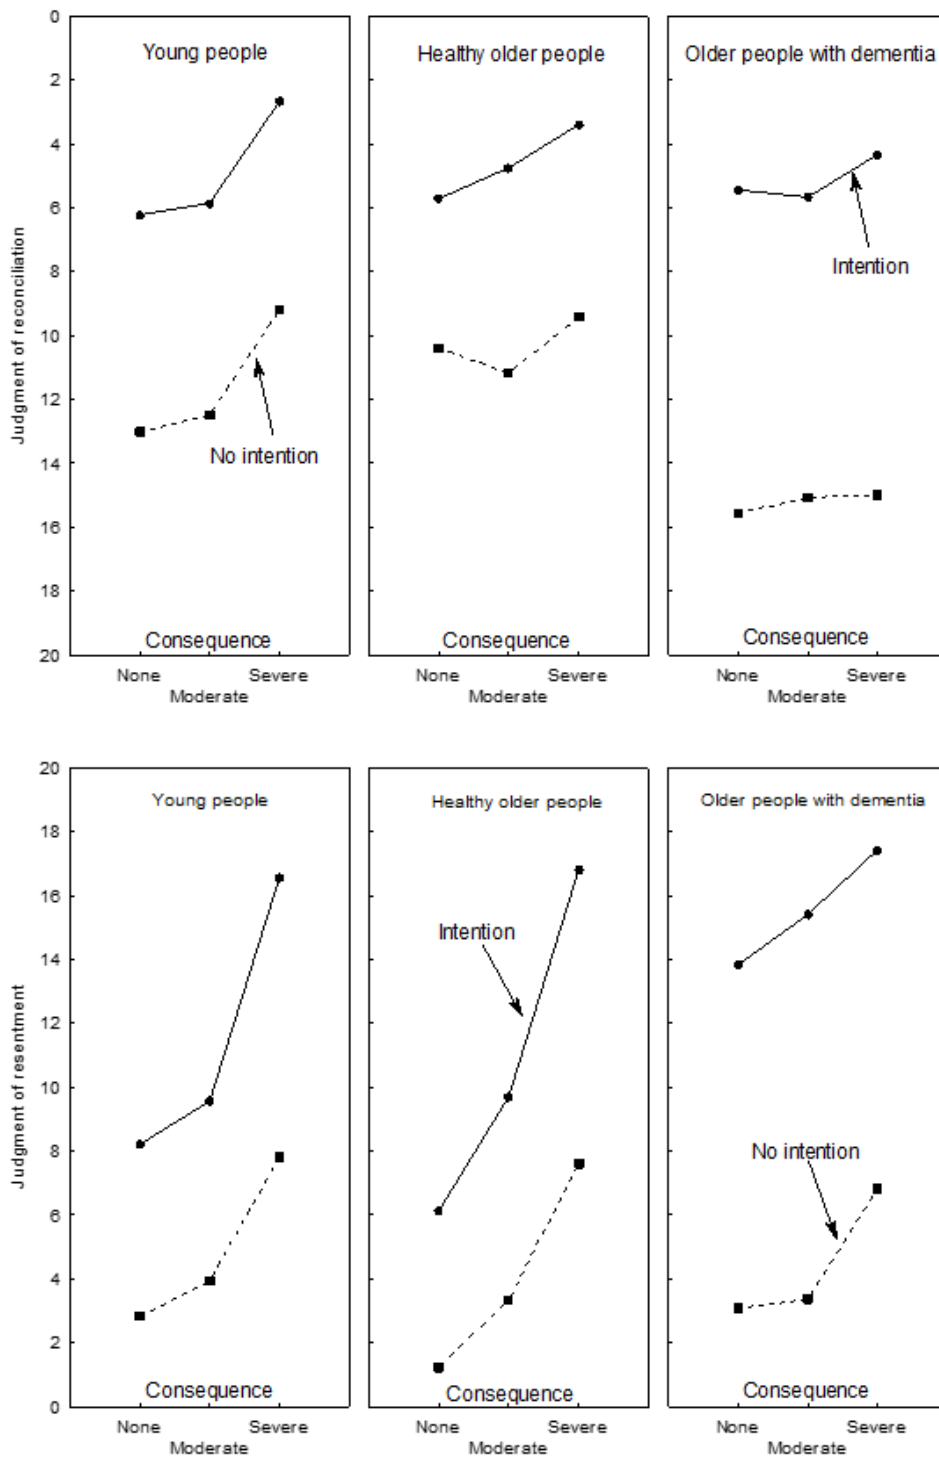 0
2
4
6
8
10
12
14
16
18
20
Judgment of reconciliation
Young people
Healthy older people
Older people with dementia
Intention
No intention
Consequence
Consequence
Consequence
None
Moderate
Severe
None
Moderate
Severe
None
Moderate
Severe
20
18
16
14
12
10
8
6
4
2
0
Judgment of resentment
Young people
Healthy older people
Older people with dementia
Intention
No intention
Consequence
Consequence
Consequence
None
Moderate
Severe
None
Moderate
Severe
None
Moderate
Severe